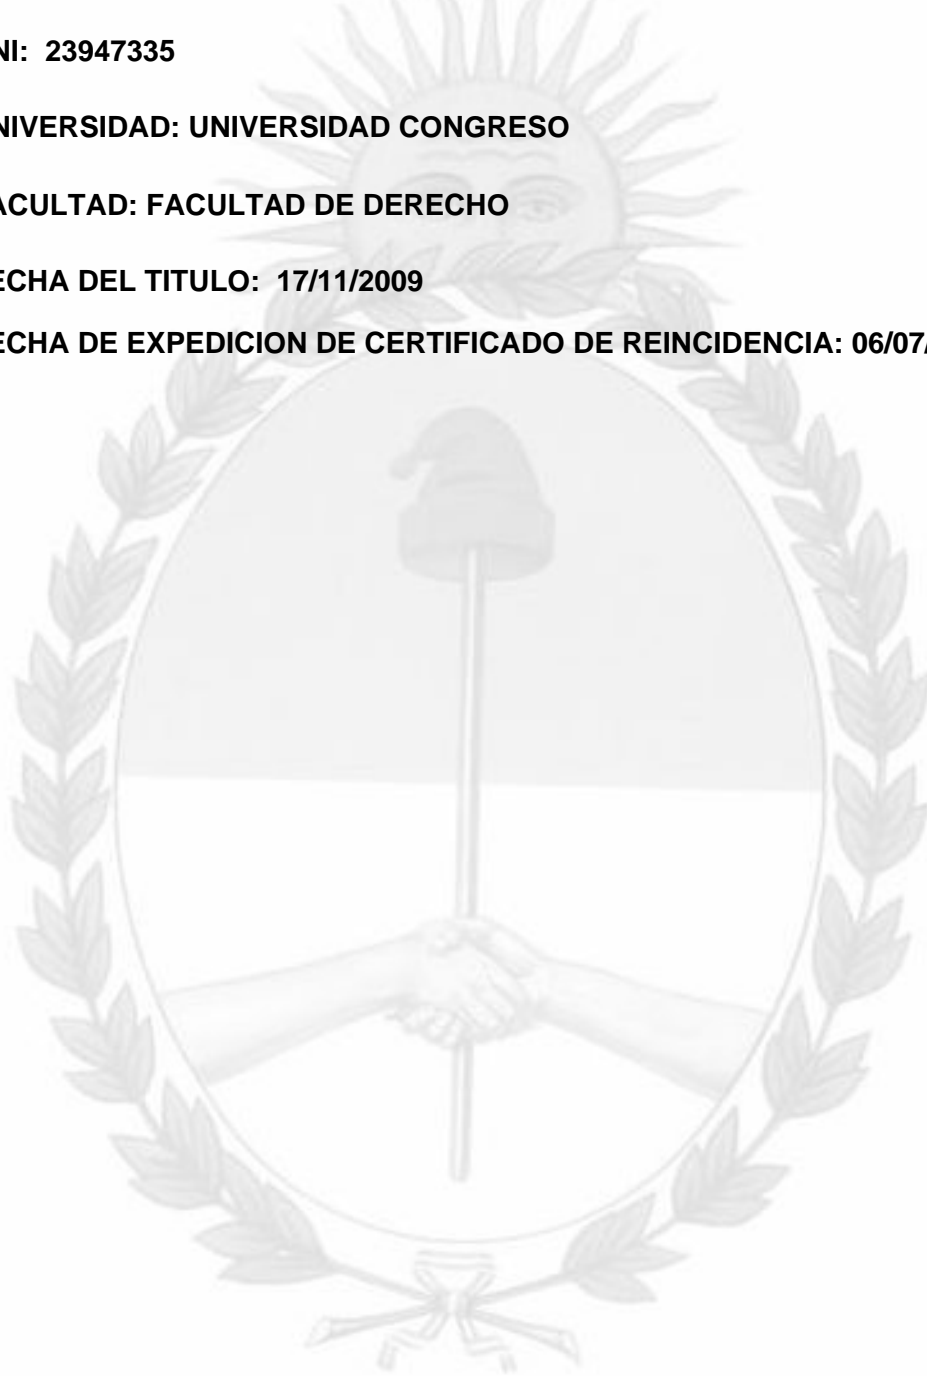 NI: 23947335
NIVERSIDAD: UNIVERSIDAD CONGRESO
ACULTAD: FACULTAD DE DERECHO
ECHA DEL TITULO: 17/11/2009
ECHA DE EXPEDICION DE CERTIFICADO DE REINCIDENCIA: 06/07/